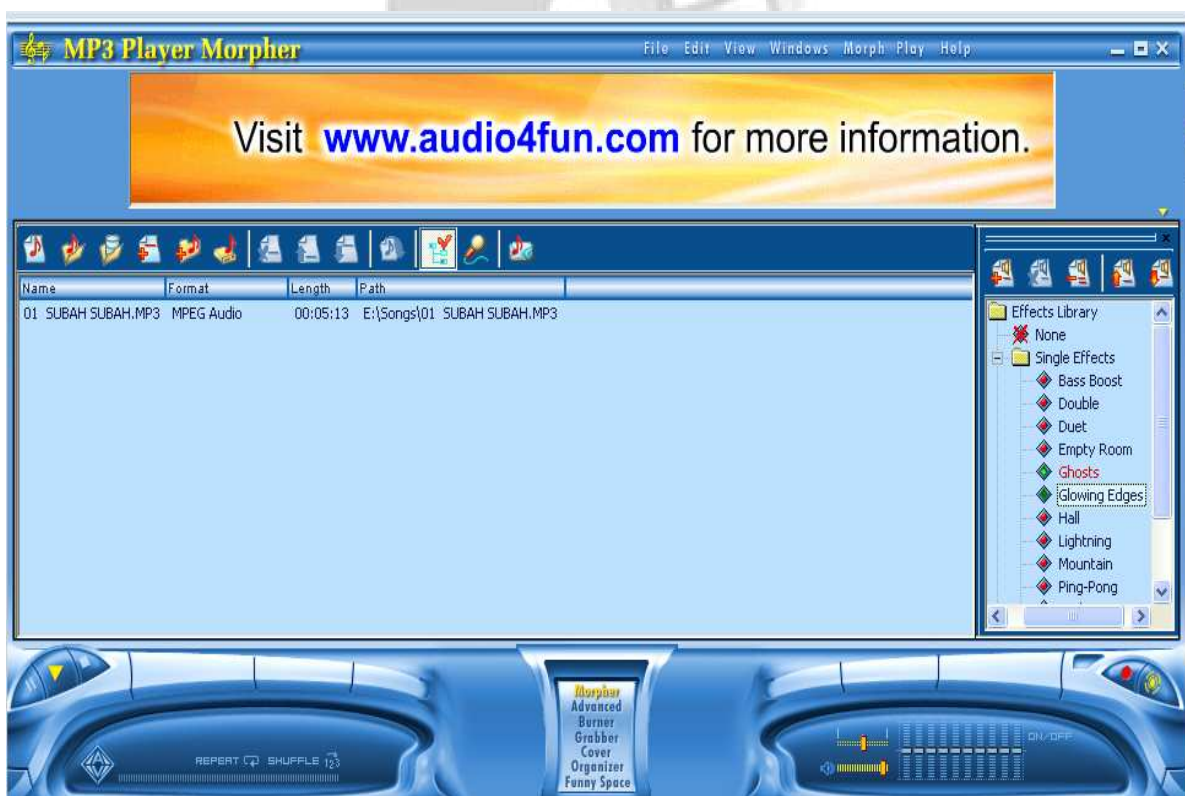 MP3 Player Morpher
File Edit View Windows Morph Play Help
Visit www.audio4fun.com for more information.
Name Format Length Path
01 SUBAH SUBAH.MP3 MPEG Audio 00:05:13 E:\Songs\01 SUBAH SUBAH.MP3
Effects Library
None
Single Effects
Bass Boost
Double
Duet
Empty Room
Ghosts
Glowing Edges
Hall
Lightning
Mountain
Ping-Pong
Morpher
Advanced
Burner
Grabber
Cover
Organizer
Funny Space
REPEAT SHUFFLE 123
ON/OFF